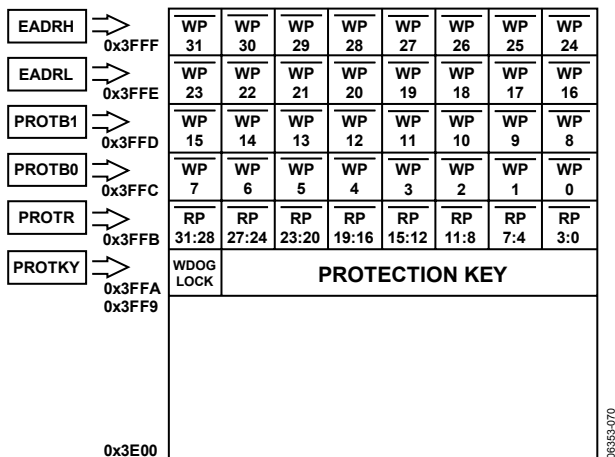 EADRH 0x3FFF WP 31 WP 30 WP 29 WP 28 WP 27 WP 26 WP 25 WP 24
EADRL 0x3FFE WP 23 WP 22 WP 21 WP 20 WP 19 WP 18 WP 17 WP 16
PROTB1 0x3FFD WP 15 WP 14 WP 13 WP 12 WP 11 WP 10 WP 9 WP 8
PROTB0 0x3FFC WP 7 WP 6 WP 5 WP 4 WP 3 WP 2 WP 1 WP 0
PROTR 0x3FFB RP 31:28 RP 27:24 RP 23:20 RP 19:16 RP 15:12 RP 11:8 RP 7:4 RP 3:0
PROTKY 0x3FFA WDOG LOCK PROTECTION KEY
0x3FF9
0x3E00
06353-070